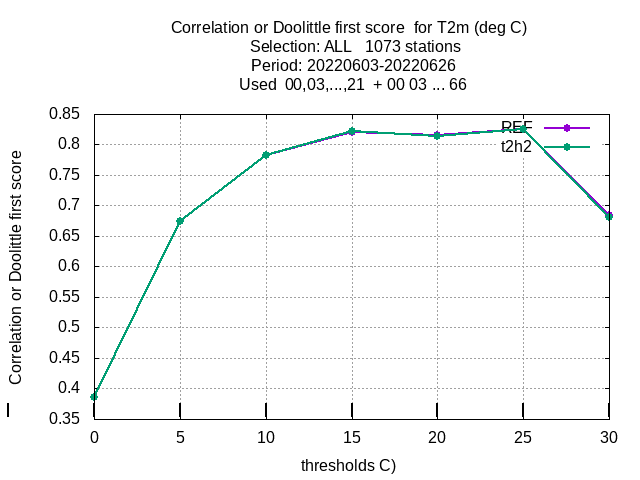 Correlation or Doolittle first score  for T2m (deg C)
Selection: ALL   1073 stations
Period: 20220603-20220626
Used  00,03,...,21  + 00 03 ... 66
Correlation or Doolittle first score
0.85
0.8
0.75
0.7
0.65
0.6
0.55
0.5
0.45
0.4
0.35
REF
t2h2
0 5 10 15 20 25 30
thresholds C)